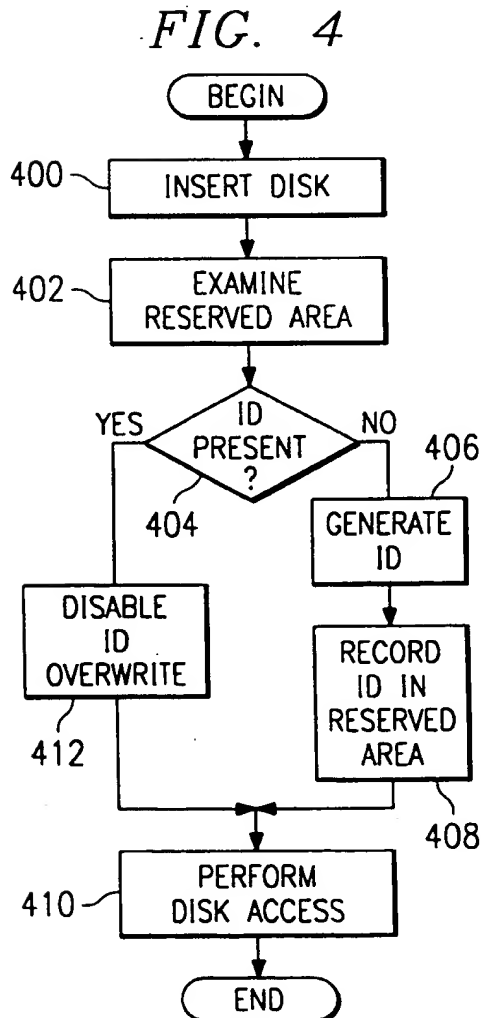 FIG. 4
BEGIN
400
INSERT DISK
402
EXAMINE
RESERVED AREA
YES
ID
PRESENT
?
NO
404
406
GENERATE
ID
DISABLE
ID
OVERWRITE
412
RECORD
ID IN
RESERVED
AREA
408
410
PERFORM
DISK ACCESS
END